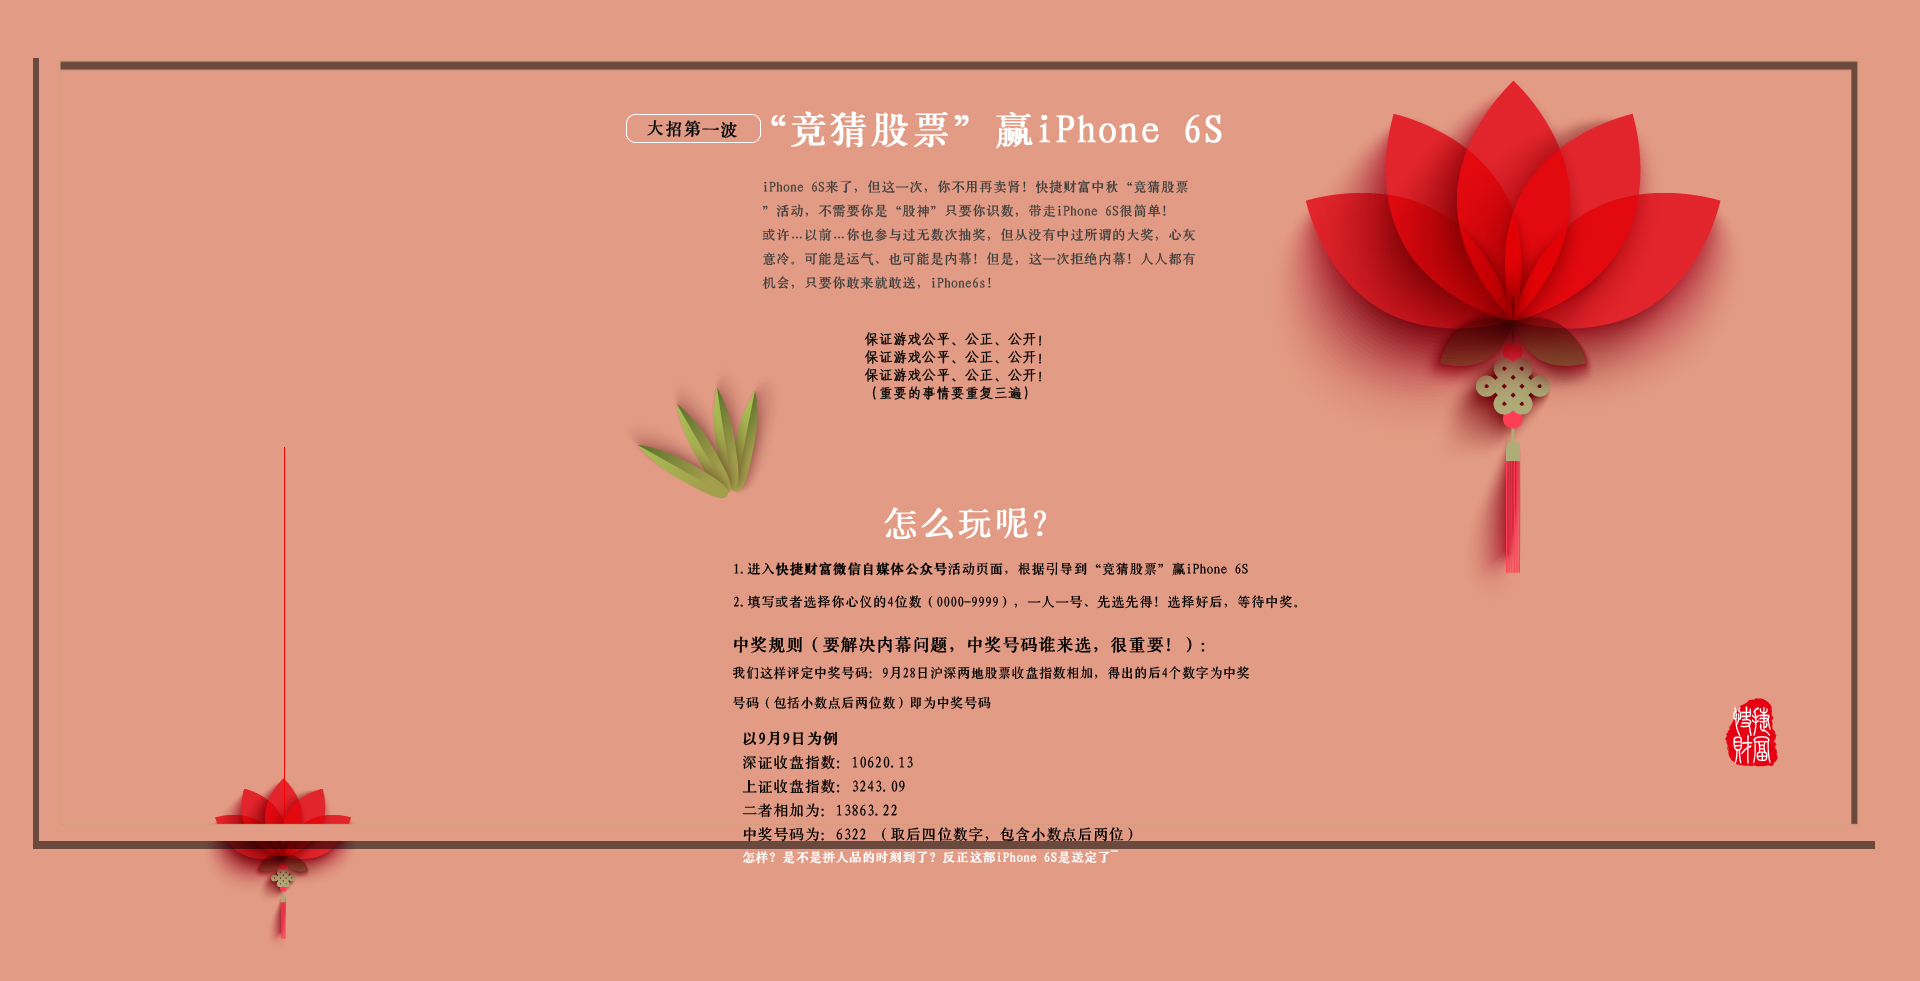 大招第一波
“竞猜股票”赢iPhone 6S
iPhone 6S来了，但这一次，你不用再卖肾！快捷财富中秋“竞猜股票
”活动，不需要你是“股神”只要你识数，带走iPhone 6S很简单！
或许…以前…你也参与过无数次抽奖，但从没有中过所谓的大奖，心灰
意冷。可能是运气、也可能是内幕！但是，这一次拒绝内幕！人人都有
机会，只要你敢来就敢送，iPhone6s！
保证游戏公平、公正、公开！
保证游戏公平、公正、公开！
保证游戏公平、公正、公开！
（重要的事情要重复三遍）
怎么玩呢？
1.进入快捷财富微信自媒体公众号活动页面，根据引导到“竞猜股票”赢iPhone 6S
2.填写或者选择你心仪的4位数（0000-9999），一人一号、先选先得！选择好后，等待中奖。
中奖规则（要解决内幕问题，中奖号码谁来选，很重要！）：
我们这样评定中奖号码：9月28日沪深两地股票收盘指数相加，得出的后4个数字为中奖
号码（包括小数点后两位数）即为中奖号码
以9月9日为例
深证收盘指数：10620.13
上证收盘指数：3243.09
二者相加为：13863.22
中奖号码为：6322 （取后四位数字，包含小数点后两位）
怎样？是不是拼人品的时刻到了？反正这部iPhone 6S是送定了~
快捷
财富